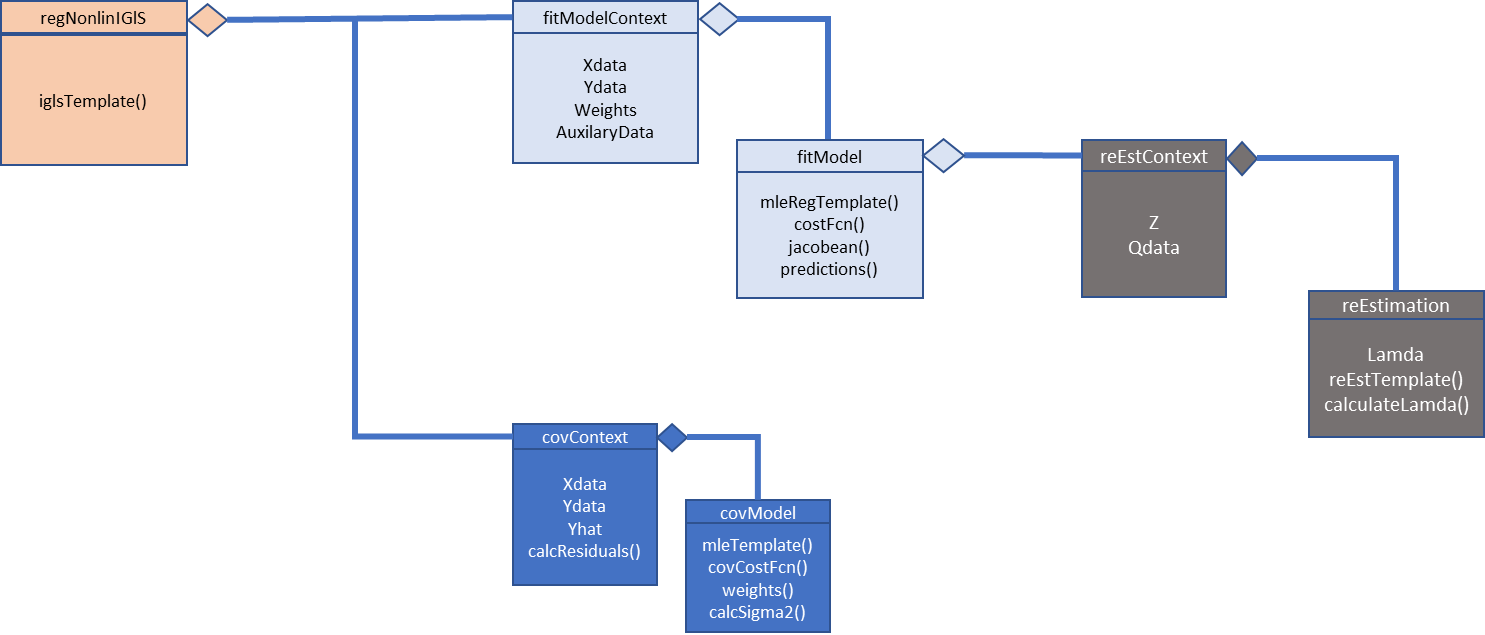 regNonlinIGlS
iglsTemplate()
fitModelContext
Xdata
Ydata
Weights
AuxilaryData
fitModel
mleRegTemplate()
costFcn()
jacobean()
predictions()
reEstContext
Z
Qdata
reEstimation
Lamda
reEstTemplate()
calculateLamda()
covContext
Xdata
Ydata
Yhat
calcResiduals()
covModel
mleTemplate()
covCostFcn()
weights()
calcSigma2()